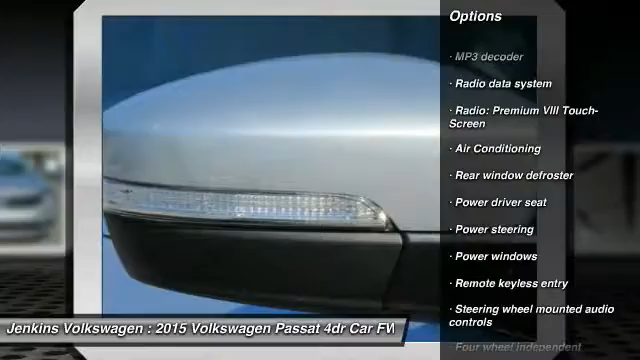 Options
· MP3 decoder
· Radio data system
· Radio: Premium VIII Touch-
Screen
· Air Conditioning
· Rear window defroster
· Power driver seat
· Power steering
· Power windows
· Remote keyless entry
· Steering wheel mounted audio
controls
· Four wheel independent
Jenkins Volkswagen : 2015 Volkswagen Passat 4dr Car FW